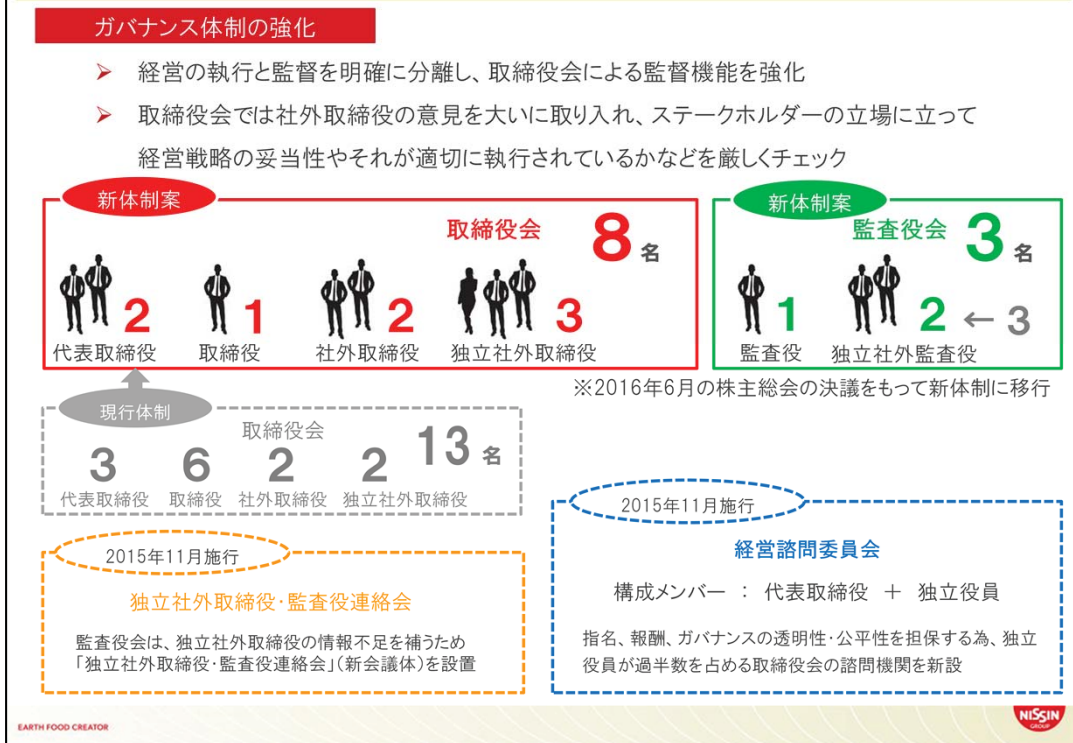 ガバナンス体制の強化
➢ 経営の執行と監督を明確に分離し、取締役会による監督機能を強化
➢ 取締役会では社外取締役の意見を大いに取り入れ、ステークホルダーの立場に立って
経営戦略の妥当性やそれが適切に執行されているかなどを厳しくチェック
新体制案
取締役会 8 名
2 1 2 3
代表取締役 取締役 社外取締役 独立社外取締役
新体制案
監査役会 3 名
1 2 ← 3
監査役 独立社外監査役
※2016年6月の株主総会の決議をもって新体制に移行
現行体制
取締役会 13 名
3 6 2 2
代表取締役 取締役 社外取締役 独立社外取締役
2015年11月施行
独立社外取締役・監査役連絡会
監査役会は、独立社外取締役の情報不足を補うため
「独立社外取締役・監査役連絡会」(新会議体)を設置
2015年11月施行
経営諮問委員会
構成メンバー : 代表取締役 + 独立役員
指名、報酬、ガバナンスの透明性・公平性を担保する為、独立
役員が過半数を占める取締役会の諮問機関を新設
EARTH FOOD CREATOR
NISSIN
GROUP